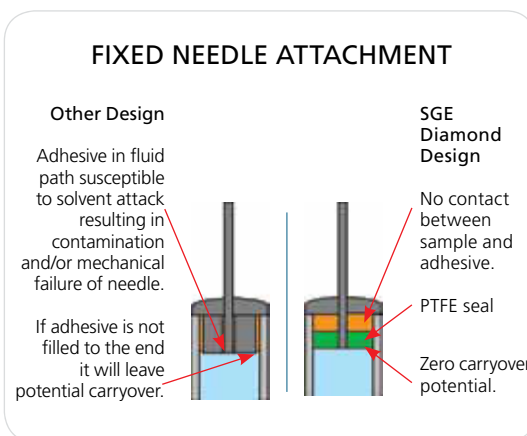 FIXED NEEDLE ATTACHMENT
Other Design
Adhesive in fluid
path susceptible
to solvent attack
resulting in
contamination
and/or mechanical
failure of needle.
If adhesive is not
filled to the end
it will leave
potential carryover.
SGE
Diamond
Design
No contact
between
sample and
adhesive.
PTFE seal
Zero carryover
potential.